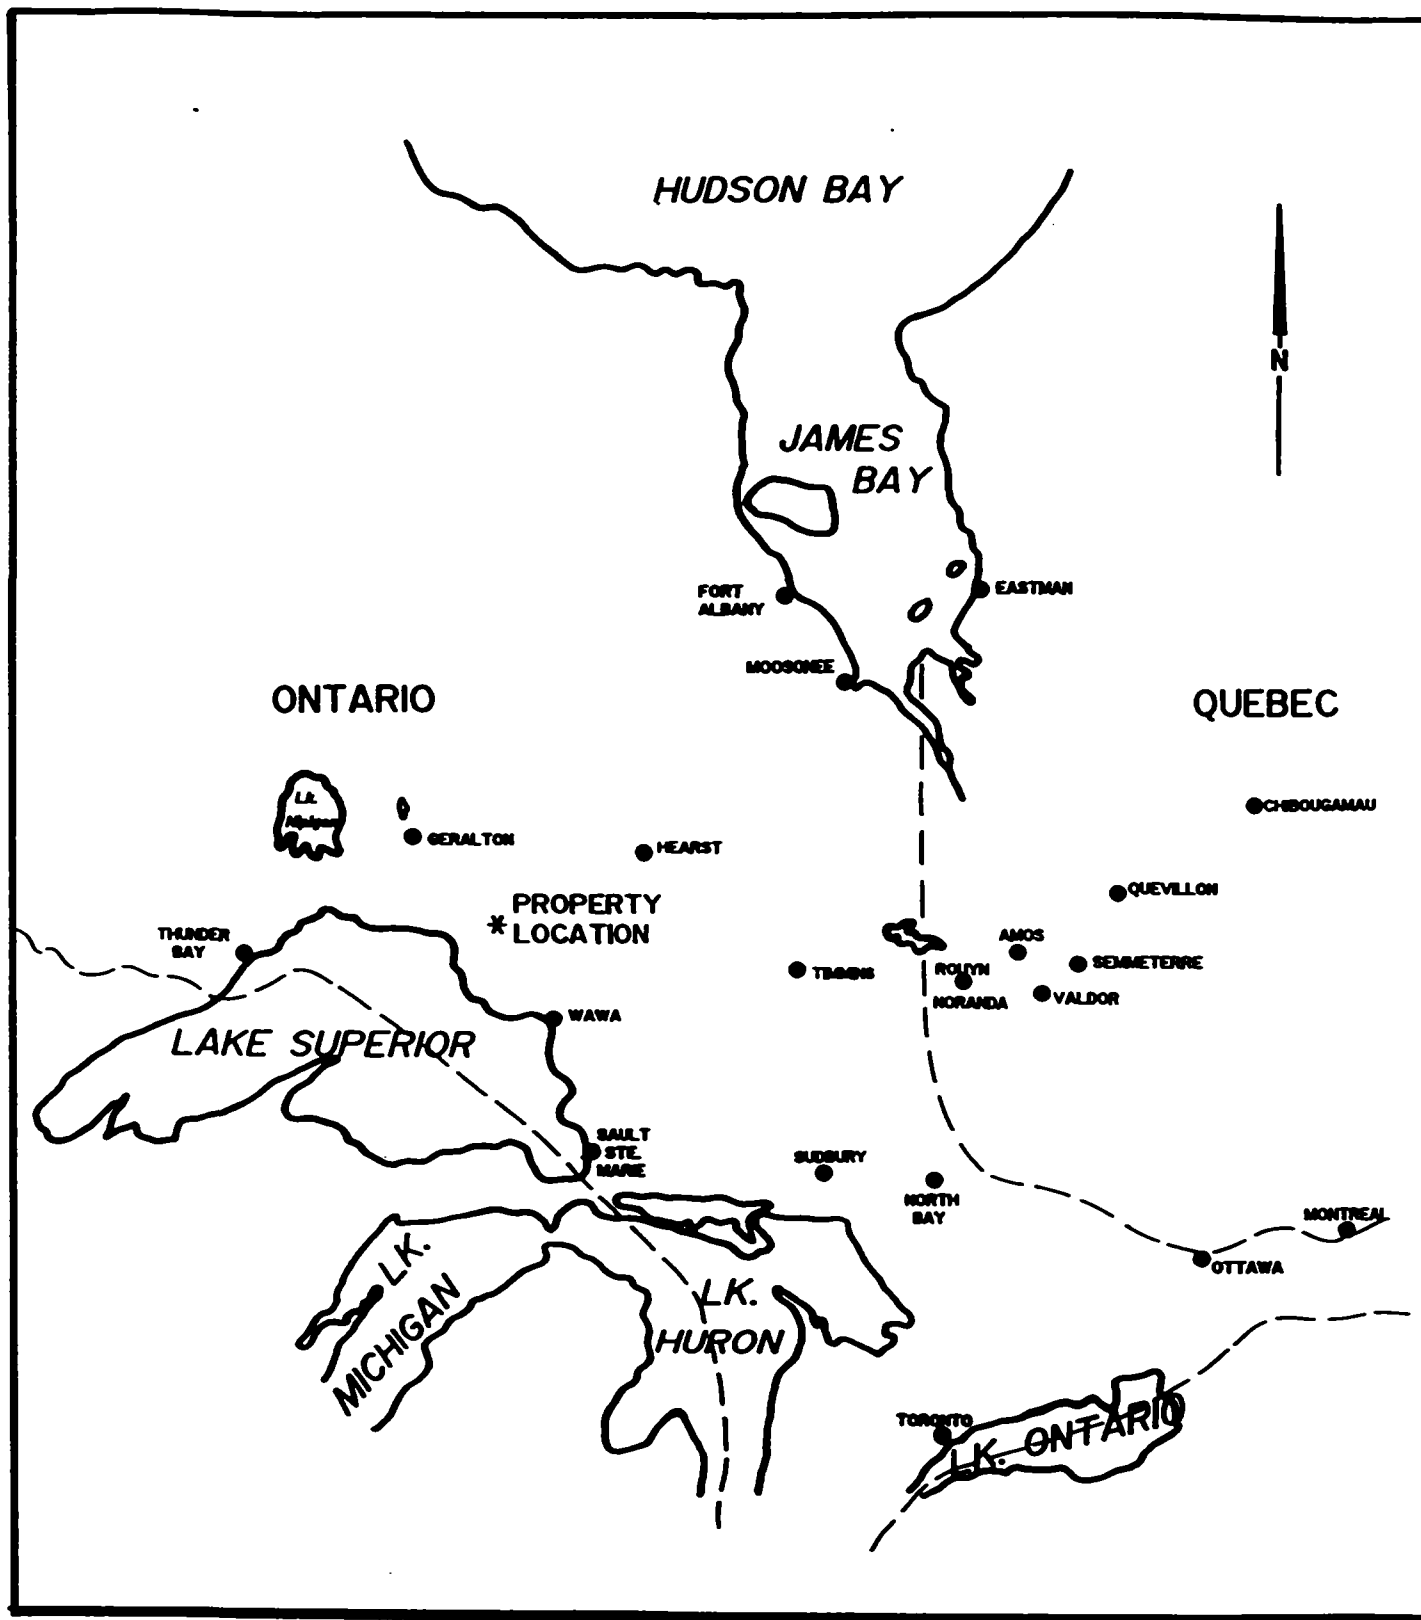 HUDSON BAY
N
JAMES
BAY
FORT
ALBANY
EASTMAN
MOOSONEE
ONTARIO
QUEBEC
Lk.
Nipigon
GERALTON
HEARST
CHIBOUGAMAU
QUEVILLON
* PROPERTY
LOCATION
THUNDER
BAY
TIMMINS
AMOS
ROUYN
NORANDA
SEMMETERRE
VALDOR
WAWA
LAKE SUPERIOR
SAULT
STE.
MARIE
SUDBURY
NORTH
BAY
MONTREAL
OTTAWA
LK.
MICHIGAN
LK.
HURON
TORONTO
LK. ONTARIO